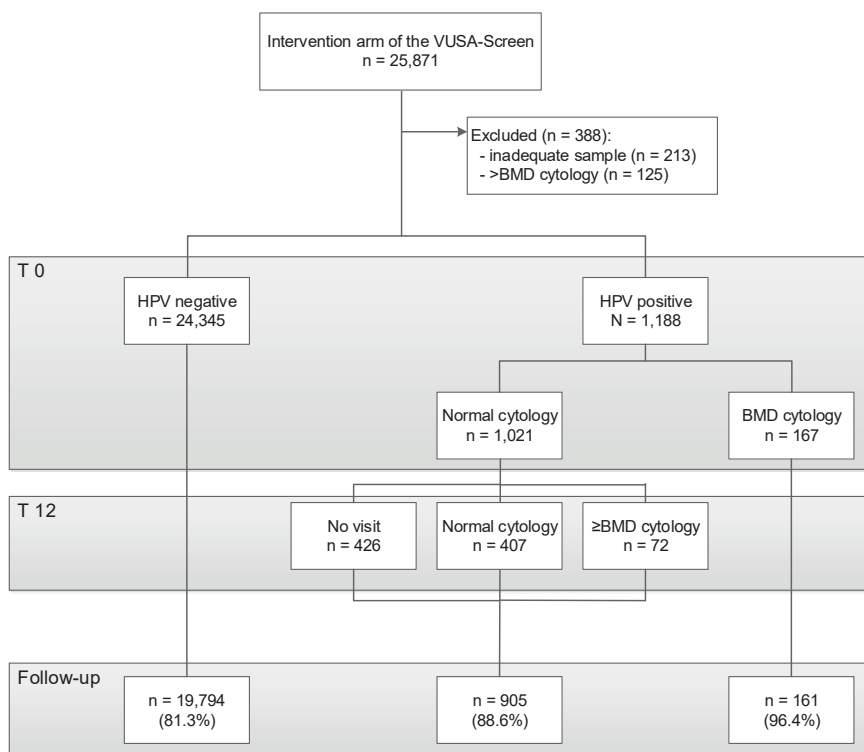 Intervention arm of the VUSA-Screen
n = 25,871
Excluded (n = 388):
- inadequate sample (n = 213)
- >BMD cytology (n = 125)
T 0
HPV negative
n = 24,345
HPV positive
N = 1,188
Normal cytology
n = 1,021
BMD cytology
n = 167
T 12
No visit
n = 426
Normal cytology
n = 407
≥BMD cytology
n = 72
Follow-up
n = 19,794
(81.3%)
n = 905
(88.6%)
n = 161
(96.4%)